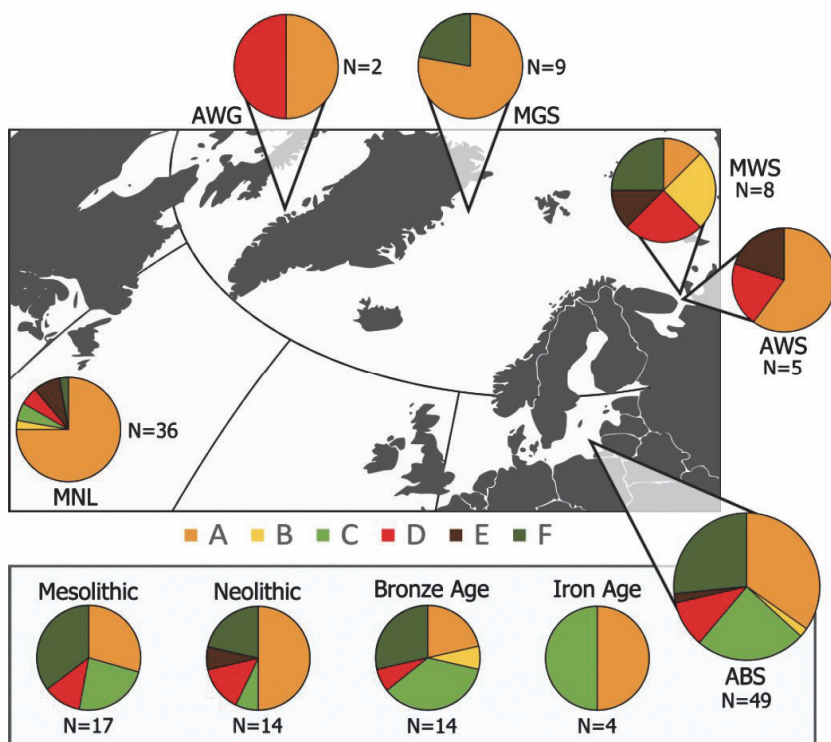 N=2
N=9
AWG
MGS
MWS
N=8
AWS
N=5
N=36
MNL
A B C D E F
Mesolithic Neolithic Bronze Age Iron Age
N=17 N=14 N=14 N=4
ABS
N=49